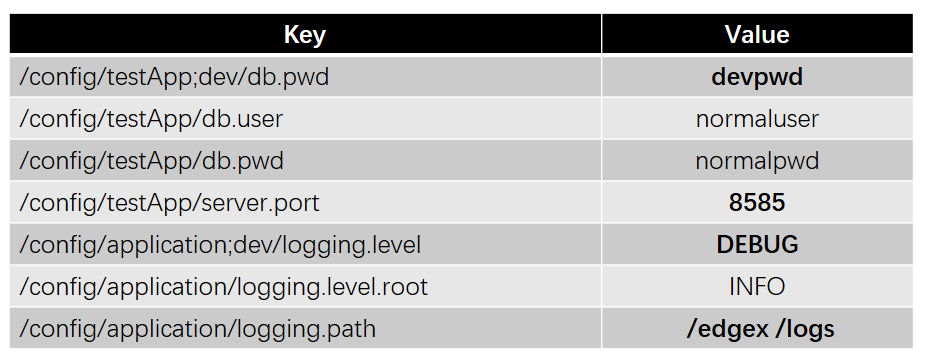 Key Value
/config/testApp;dev/db.pwd devpwd
/config/testApp/db.user normaluser
/config/testApp/db.pwd normalpwd
/config/testApp/server.port 8585
/config/application;dev/logging.level DEBUG
/config/application/logging.level.root INFO
/config/application/logging.path /edgex /logs